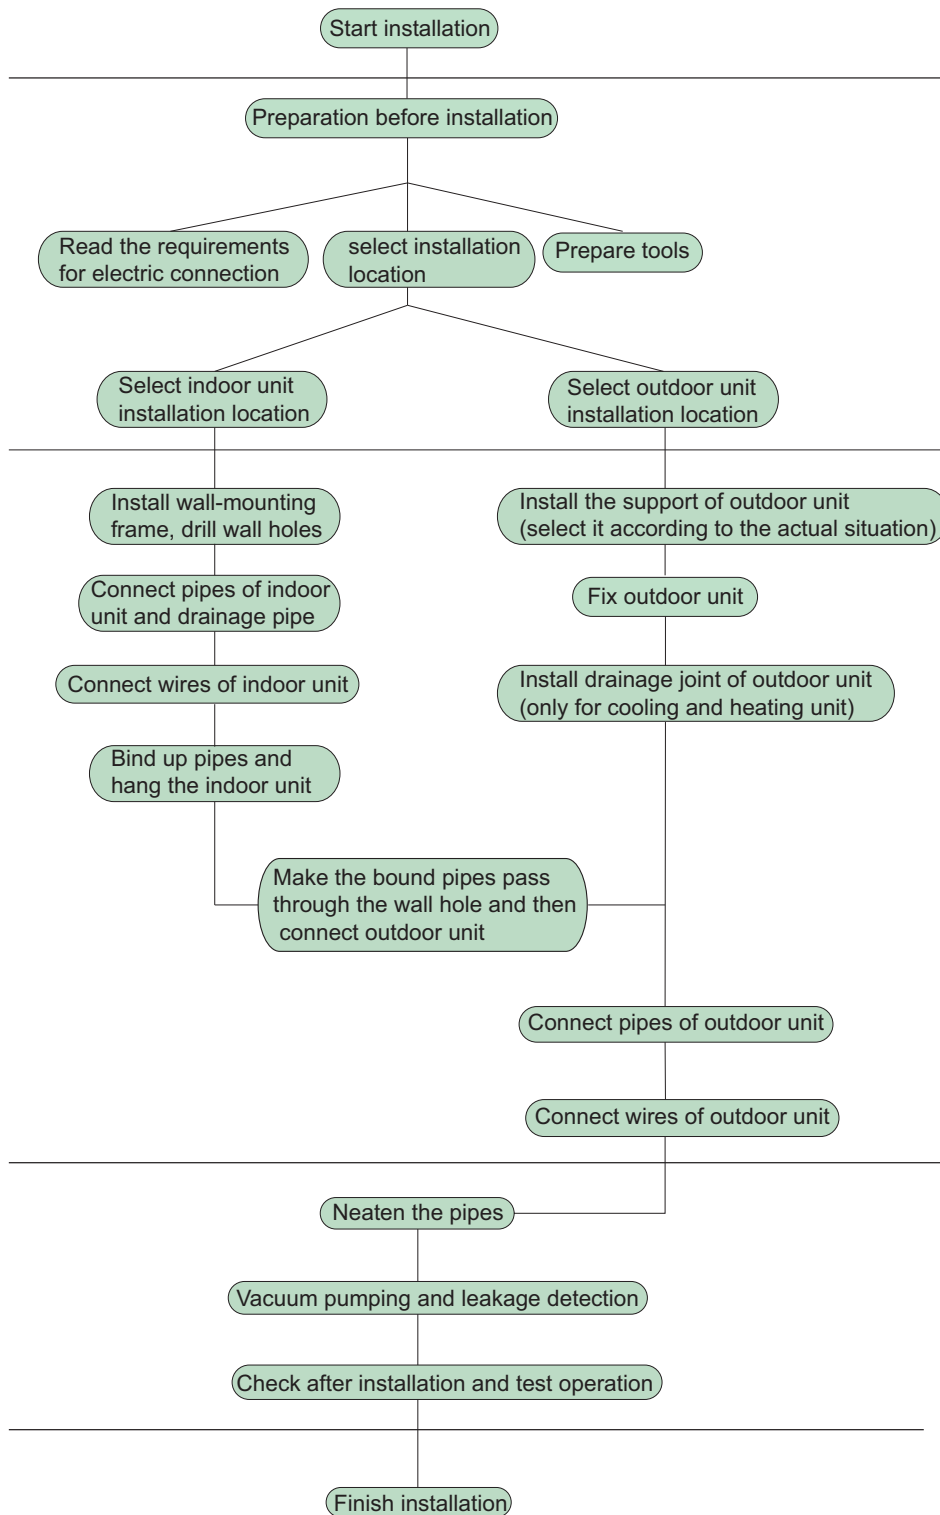 Start installation
Preparation before installation
Read the requirements
for electric connection
select installation
location
Prepare tools
Select indoor unit
installation location
Select outdoor unit
installation location
Install wall-mounting
frame, drill wall holes
Install the support of outdoor unit
(select it according to the actual situation)
Connect pipes of indoor
unit and drainage pipe
Fix outdoor unit
Connect wires of indoor unit
Install drainage joint of outdoor unit
(only for cooling and heating unit)
Bind up pipes and
hang the indoor unit
Make the bound pipes pass
through the wall hole and then
connect outdoor unit
Connect pipes of outdoor unit
Connect wires of outdoor unit
Neaten the pipes
Vacuum pumping and leakage detection
Check after installation and test operation
Finish installation